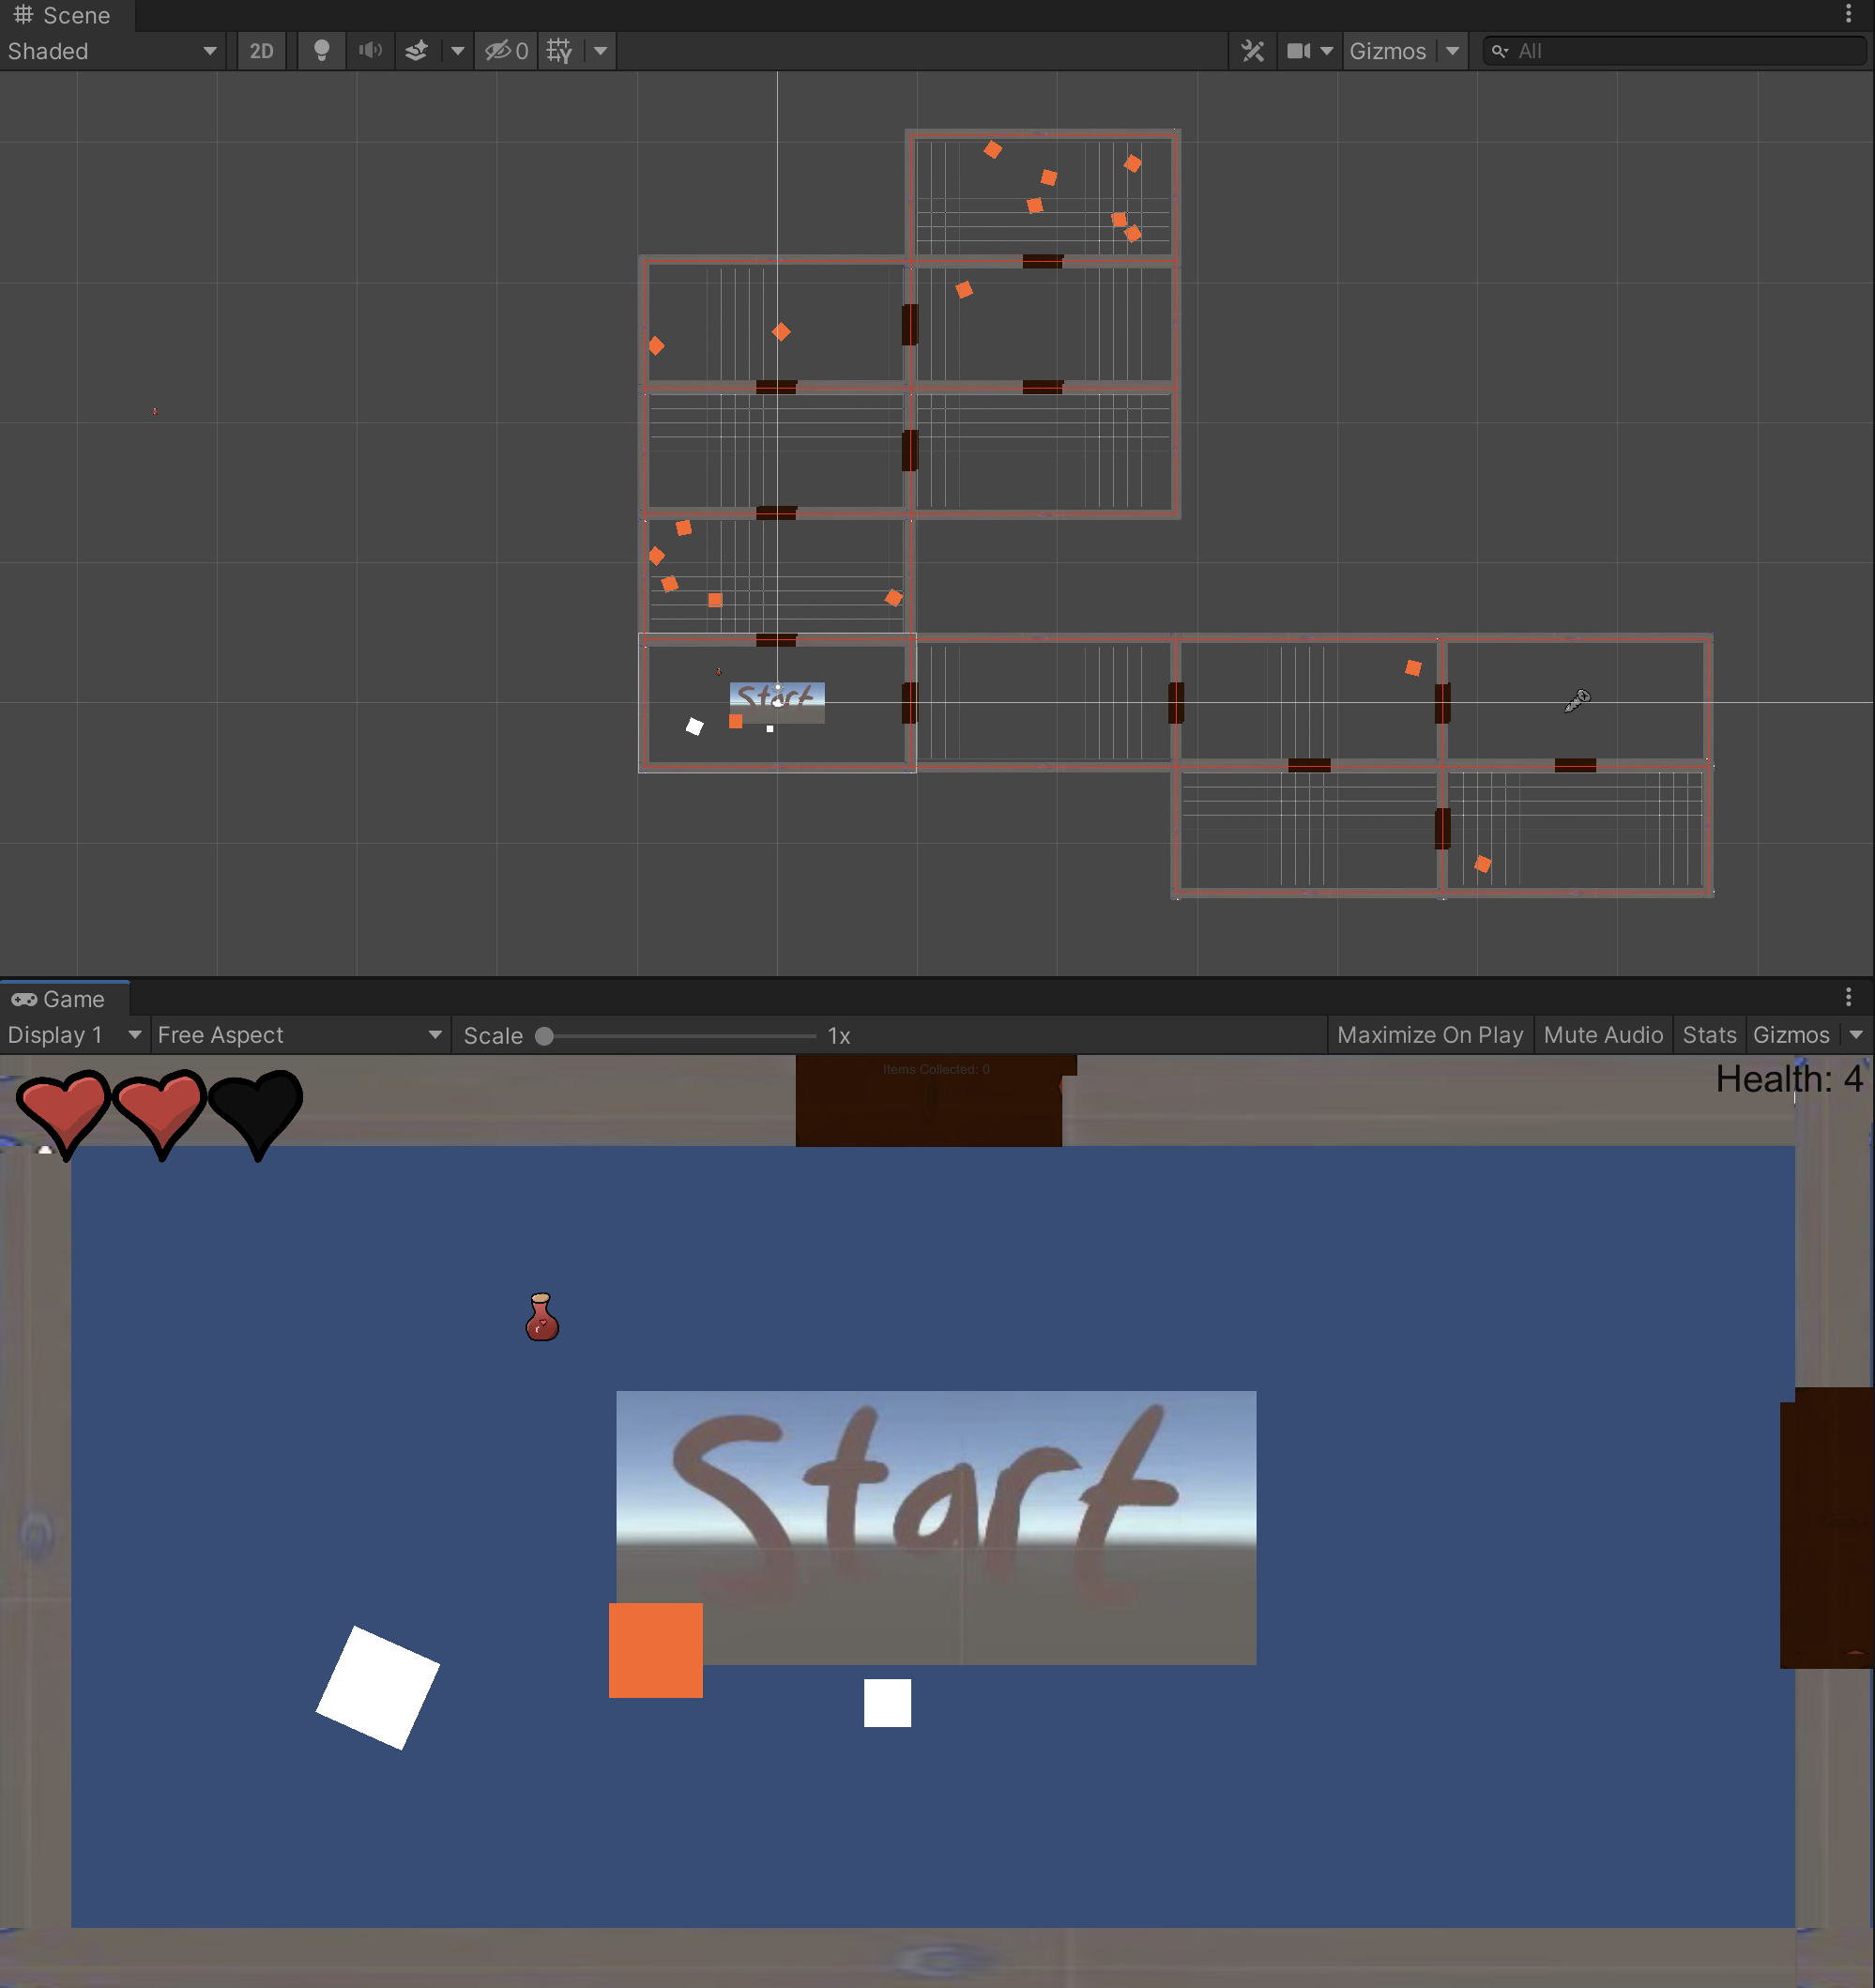 Scene
Shaded 2D 0 Gizmos All
Start
Game
Display 1 Free Aspect Scale 1x Maximize On Play Mute Audio Stats Gizmos
Items Collected: 0
Health: 4
Start